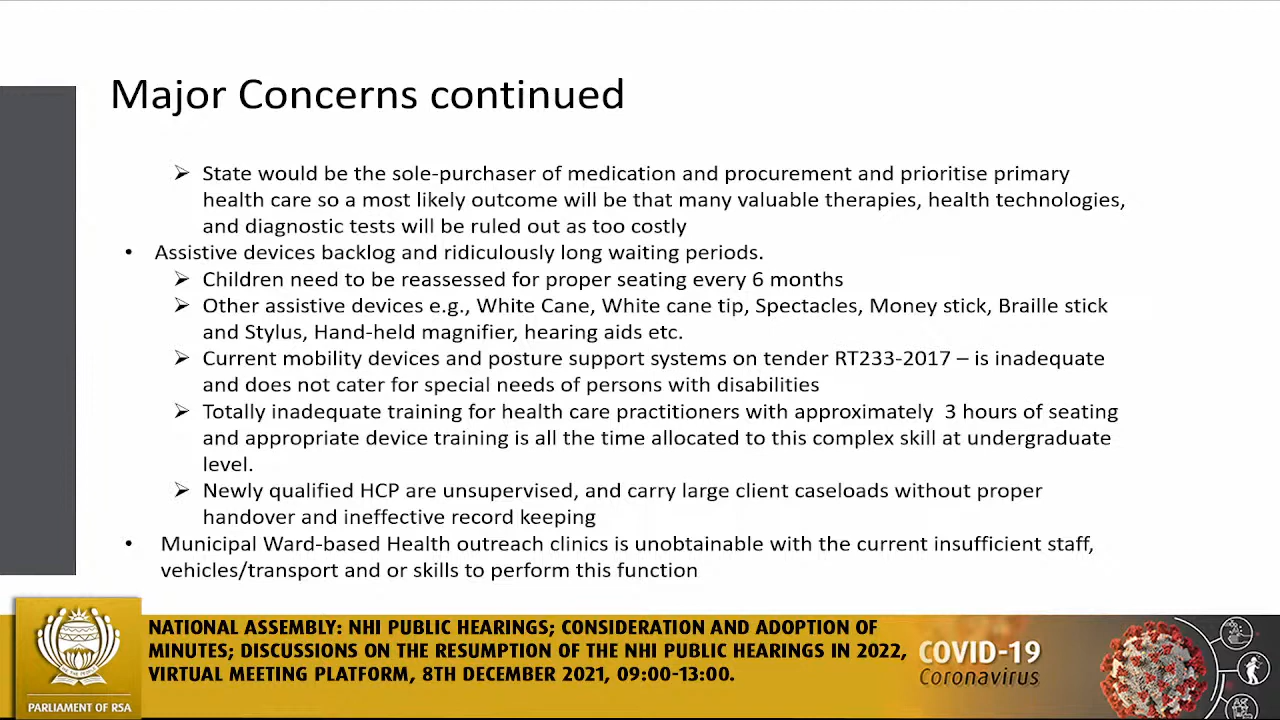 Major Concerns continued
➢ State would be the sole-purchaser of medication and procurement and prioritise primary
health care so a most likely outcome will be that many valuable therapies, health technologies,
and diagnostic tests will be ruled out as too costly
• Assistive devices backlog and ridiculously long waiting periods.
➢ Children need to be reassessed for proper seating every 6 months
➢ Other assistive devices e.g., White Cane, White cane tip, Spectacles, Money stick, Braille stick
and Stylus, Hand-held magnifier, hearing aids etc.
➢ Current mobility devices and posture support systems on tender RT233-2017 – is inadequate
and does not cater for special needs of persons with disabilities
➢ Totally inadequate training for health care practitioners with approximately 3 hours of seating
and appropriate device training is all the time allocated to this complex skill at undergraduate
level.
➢ Newly qualified HCP are unsupervised, and carry large client caseloads without proper
handover and ineffective record keeping
• Municipal Ward-based Health outreach clinics is unobtainable with the current insufficient staff,
vehicles/transport and or skills to perform this function
NATIONAL ASSEMBLY: NHI PUBLIC HEARINGS; CONSIDERATION AND ADOPTION OF
MINUTES; DISCUSSIONS ON THE RESUMPTION OF THE NHI PUBLIC HEARINGS IN 2022,
VIRTUAL MEETING PLATFORM, 8TH DECEMBER 2021, 09:00-13:00.
PARLIAMENT OF RSA
COVID-19
Coronavirus